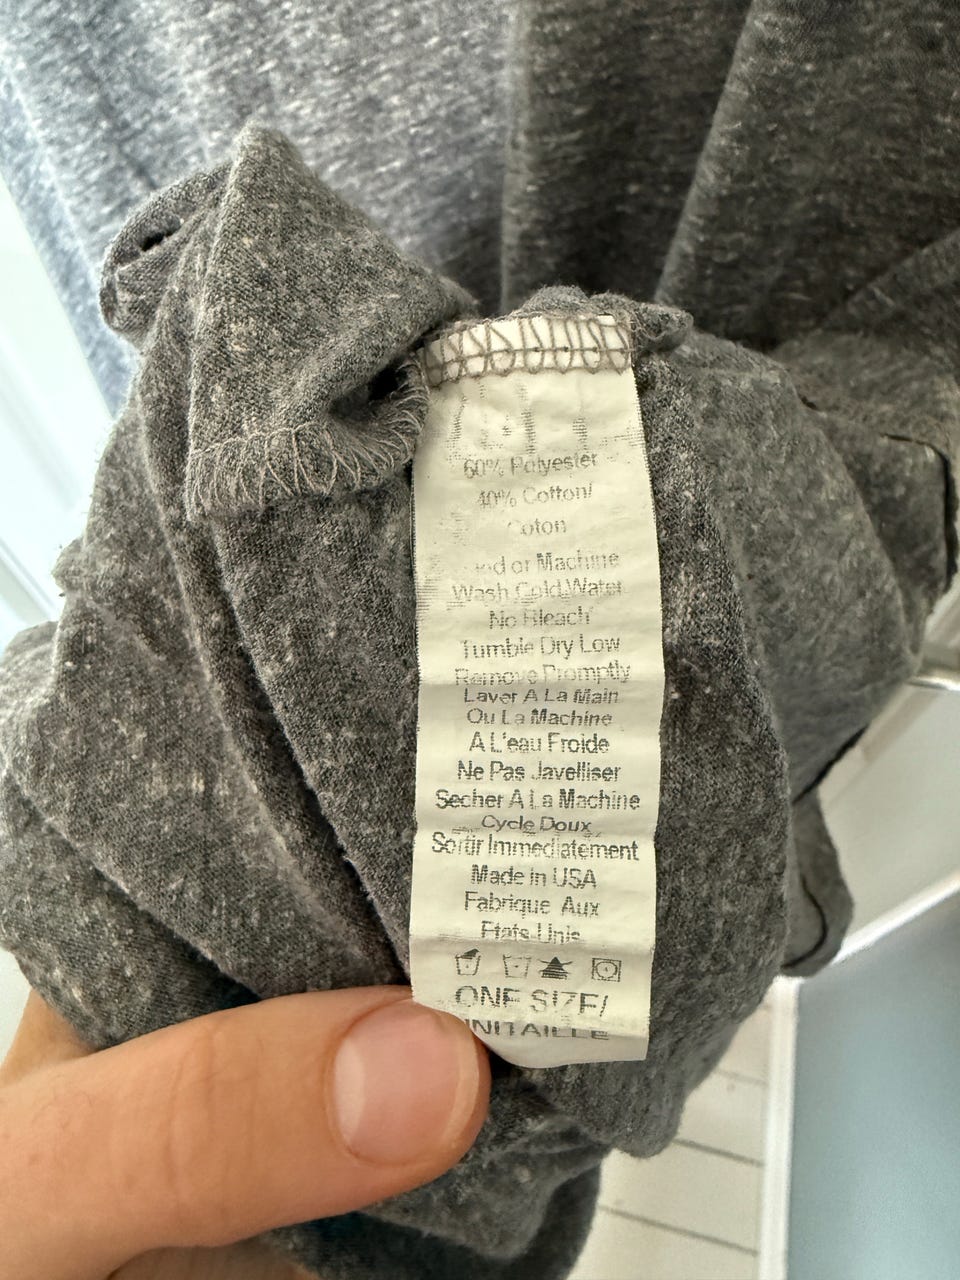 60% Polyester
40% Cotton/
Coton
or Machine
Wash Cold Water
No Bleach
Tumble Dry Low
Remove Promptly
Laver A La Main
Ou La Machine
A L'eau Froide
Ne Pas Javelliser
Secher A La Machine
Cycle Doux
Sortir Immediatement
Made in USA
Fabrique Aux
Etats Unis
ONE SIZE/
UNITAILLE